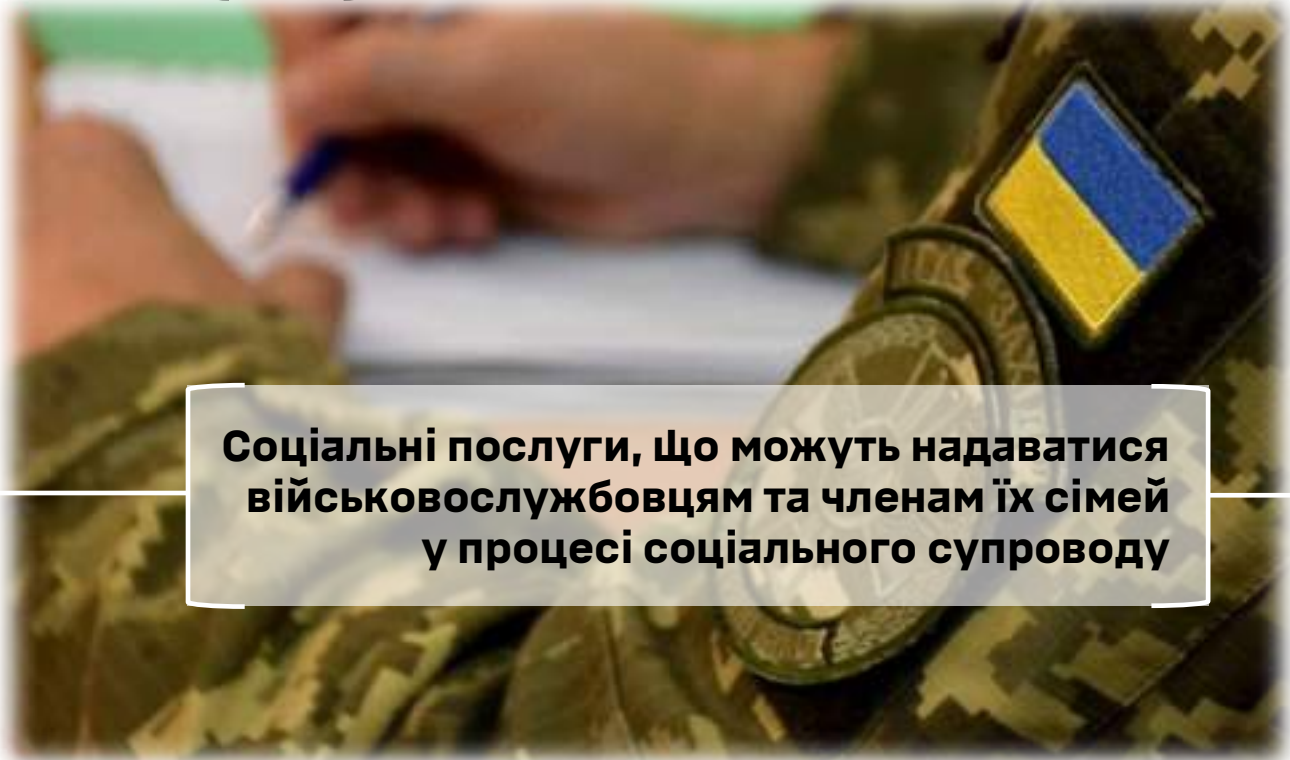 Соціальні послуги, що можуть надаватися
військовослужбовцям та членам їх сімей
у процесі соціального супроводу